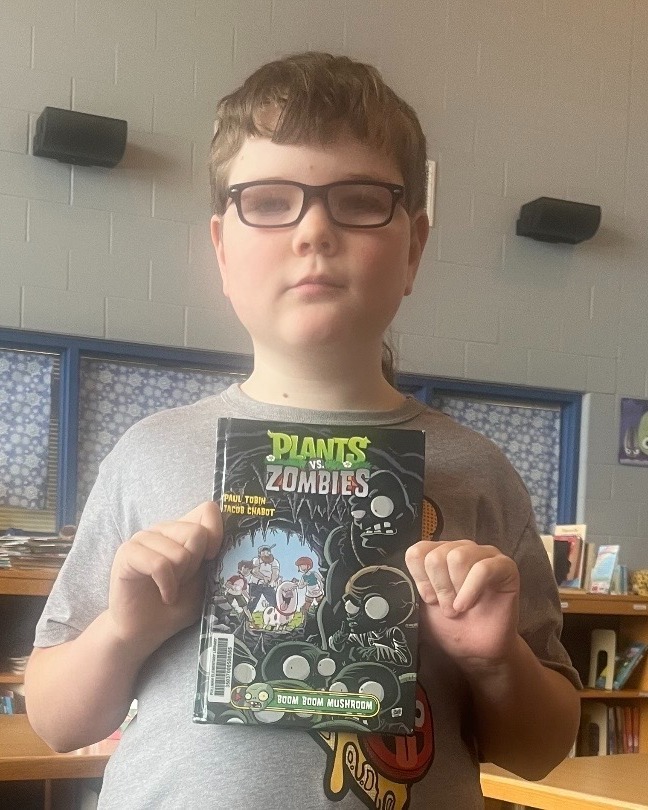 PLANTS
VS.
ZOMBIES
PAUL TOBIN
JACOB CHABOT
BOOM BOOM MUSHROOM